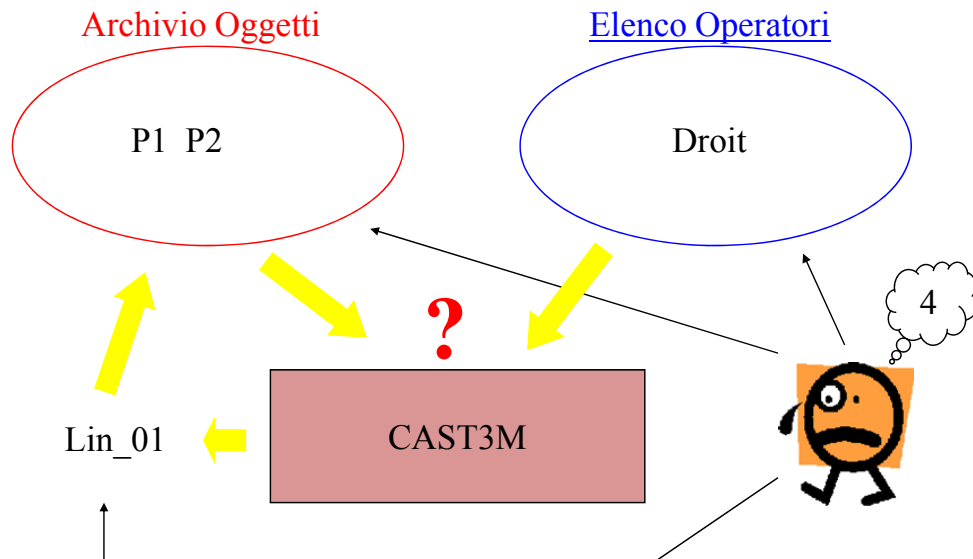 Archivio Oggetti
Elenco Operatori
P1 P2
Droit
4
?
Lin_01
CAST3M